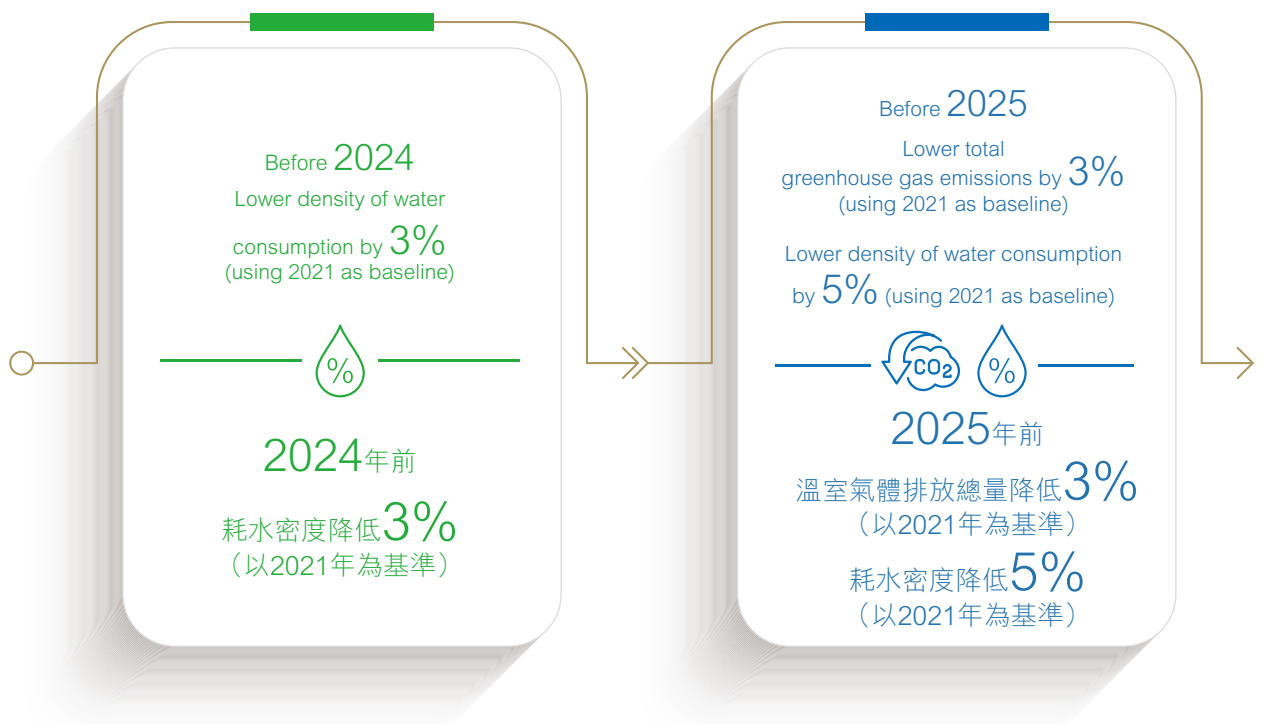 Before 2024
Lower density of water
consumption by 3%
(using 2021 as baseline)
%
2024年前
耗水密度降低3%
（以2021年為基準）
Before 2025
Lower total
greenhouse gas emissions by 3%
(using 2021 as baseline)
Lower density of water consumption
by 5% (using 2021 as baseline)
CO2 %
2025年前
溫室氣體排放總量降低3%
（以2021年為基準）
耗水密度降低5%
（以2021年為基準）